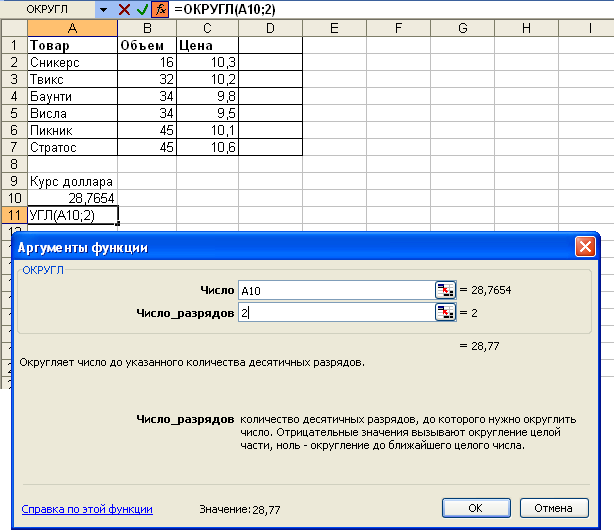 ОКРУГЛ =ОКРУГЛ(A10;2)
A B C D E F G H I
1 Товар Объем Цена
2 Сникерс 16 10,3
3 Твикс 32 10,2
4 Баунти 34 9,8
5 Висла 34 9,5
6 Пикник 45 10,1
7 Стратос 45 10,6
8
9 Курс доллара
10 28,7654
11 УГЛ(A10;2)
Аргументы функции
ОКРУГЛ
Число A10 = 28,7654
Число_разрядов 2 = 2
= 28,77
Округляет число до указанного количества десятичных разрядов.
Число_разрядов количество десятичных разрядов, до которого нужно округлить
число. Отрицательные значения вызывают округление целой
части, ноль - округление до ближайшего целого числа.
Справка по этой функции Значение:28,77 OK Отмена